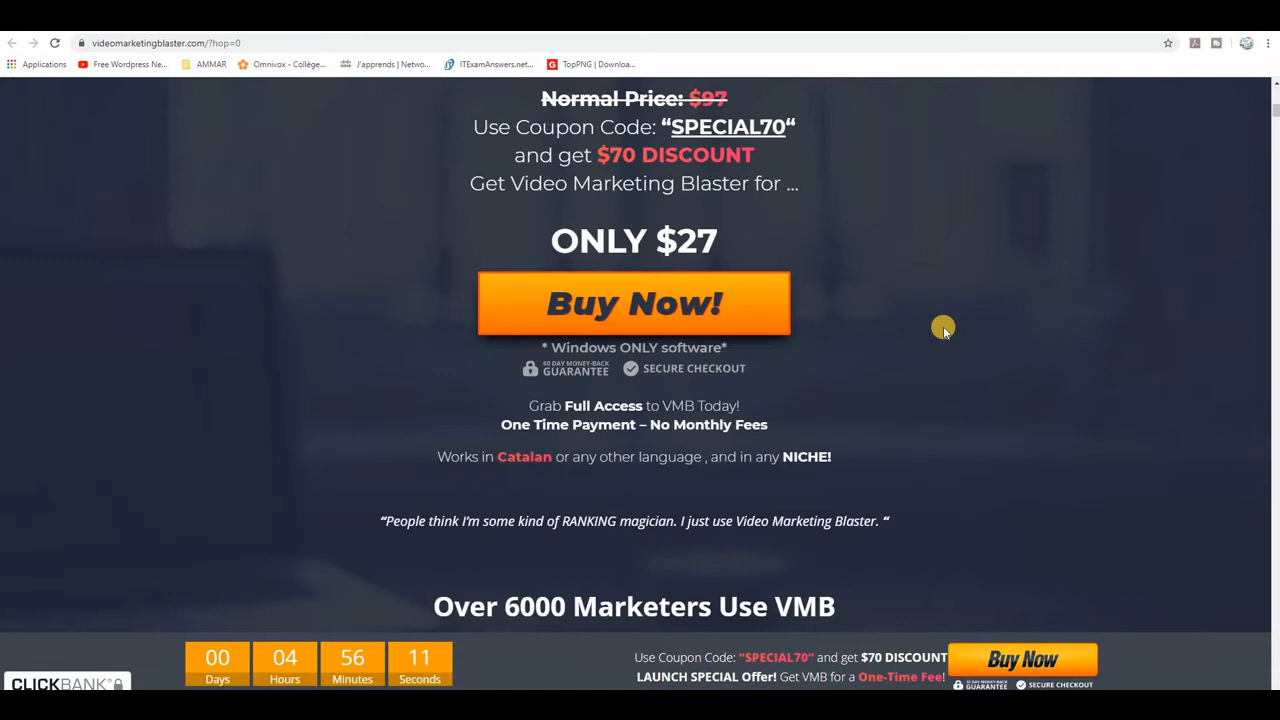 videomarketingblaster.com/?hop=0
Applications
Free Wordpress Ne...
AMMAR
Omnivox - Collège...
J'apprends | Netwo...
ITExamAnswers.net...
TopPNG | Downloa...
Normal Price: $97
Use Coupon Code: “SPECIAL70“
and get $70 DISCOUNT
Get Video Marketing Blaster for ...
ONLY $27
Buy Now!
* Windows ONLY software*
60 DAY MONEY-BACK
GUARANTEE
SECURE CHECKOUT
Grab Full Access to VMB Today!
One Time Payment – No Monthly Fees
Works in Catalan or any other language , and in any NICHE!
“People think I’m some kind of RANKING magician. I just use Video Marketing Blaster. “
Over 6000 Marketers Use VMB
00
Days
04
Hours
56
Minutes
11
Seconds
Use Coupon Code: "SPECIAL70" and get $70 DISCOUNT
LAUNCH SPECIAL Offer! Get VMB for a One-Time Fee!
Buy Now
GUARANTEE
SECURE CHECKOUT
CLICKBANK®